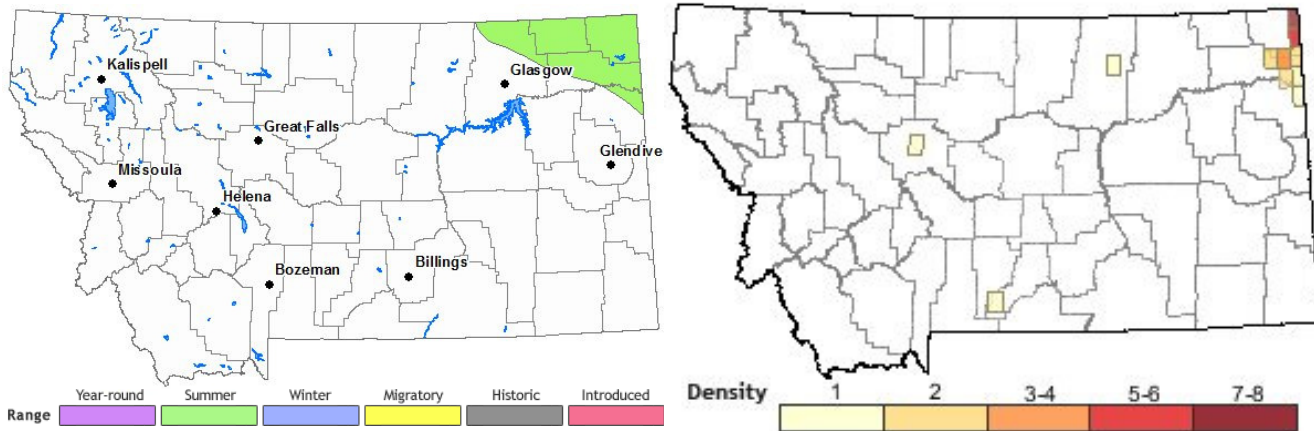 Kalispell
Glasgow
Great Falls
Glendive
Missoula
Helena
Bozeman
Billings
Range Year-round Summer Winter Migratory Historic Introduced
Density 1 2 3-4 5-6 7-8